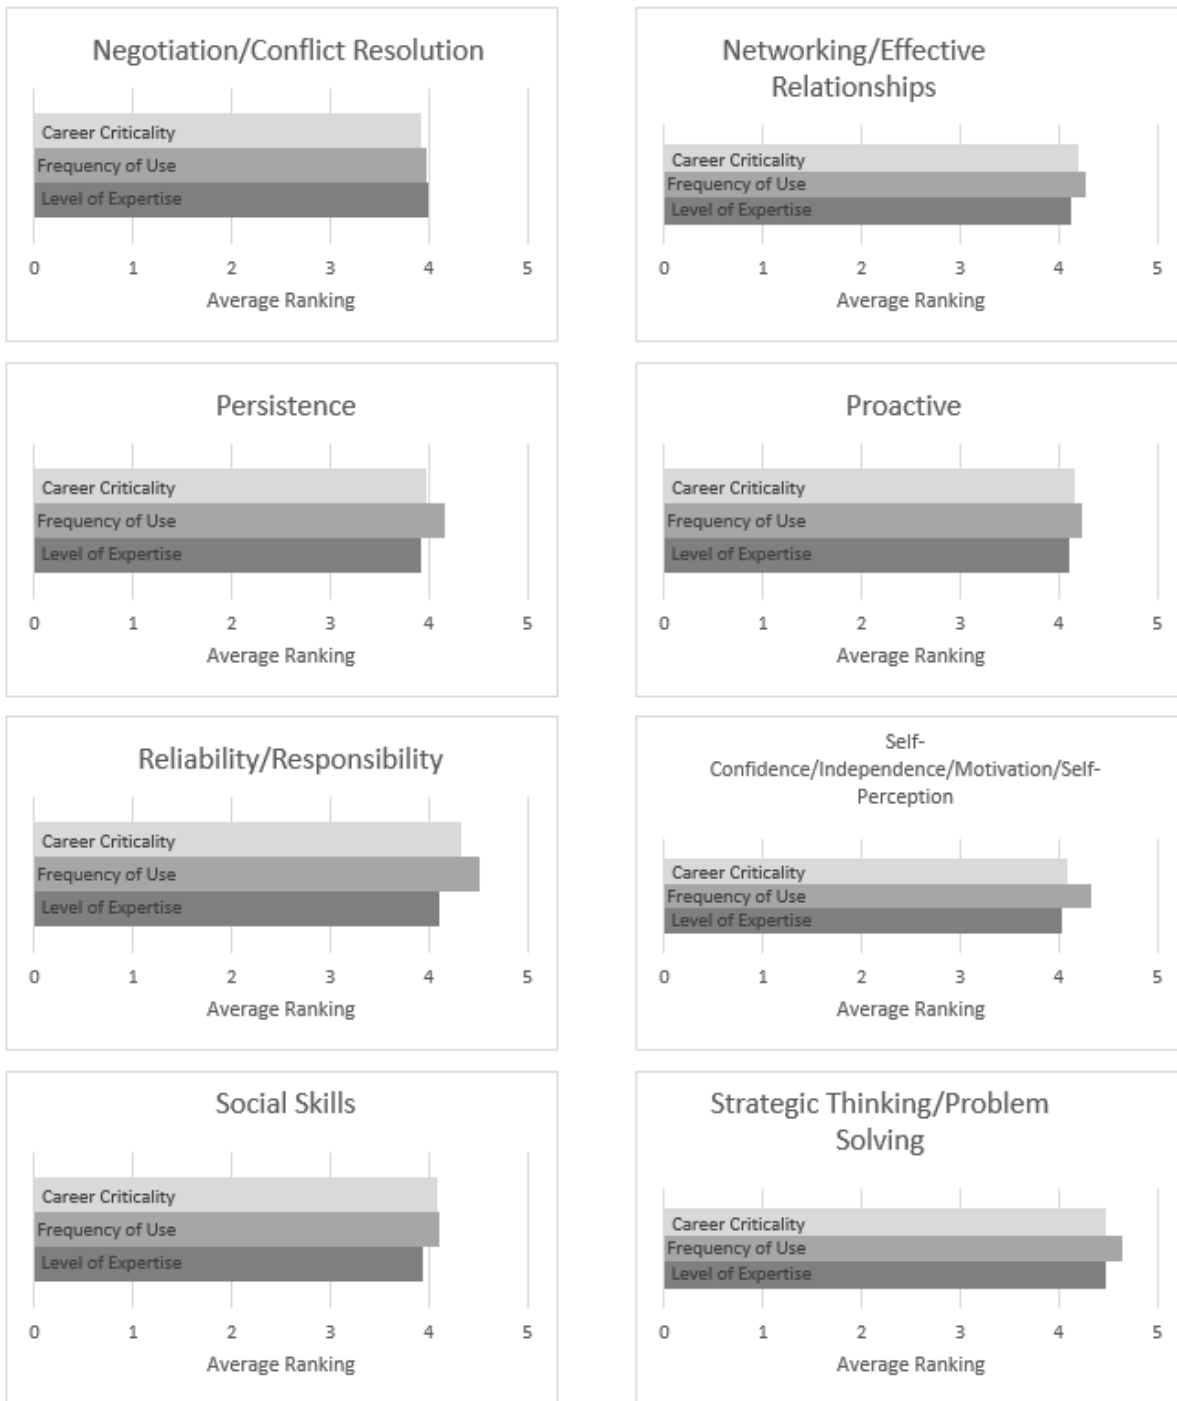 Negotiation/Conflict Resolution
Career Criticality
Frequency of Use
Level of Expertise
0 1 2 3 4 5
Average Ranking
Networking/Effective
Relationships
Career Criticality
Frequency of Use
Level of Expertise
0 1 2 3 4 5
Average Ranking
Persistence
Career Criticality
Frequency of Use
Level of Expertise
0 1 2 3 4 5
Average Ranking
Proactive
Career Criticality
Frequency of Use
Level of Expertise
0 1 2 3 4 5
Average Ranking
Reliability/Responsibility
Career Criticality
Frequency of Use
Level of Expertise
0 1 2 3 4 5
Average Ranking
Self-
Confidence/Independence/Motivation/Self-
Perception
Career Criticality
Frequency of Use
Level of Expertise
0 1 2 3 4 5
Average Ranking
Social Skills
Career Criticality
Frequency of Use
Level of Expertise
0 1 2 3 4 5
Average Ranking
Strategic Thinking/Problem
Solving
Career Criticality
Frequency of Use
Level of Expertise
0 1 2 3 4 5
Average Ranking